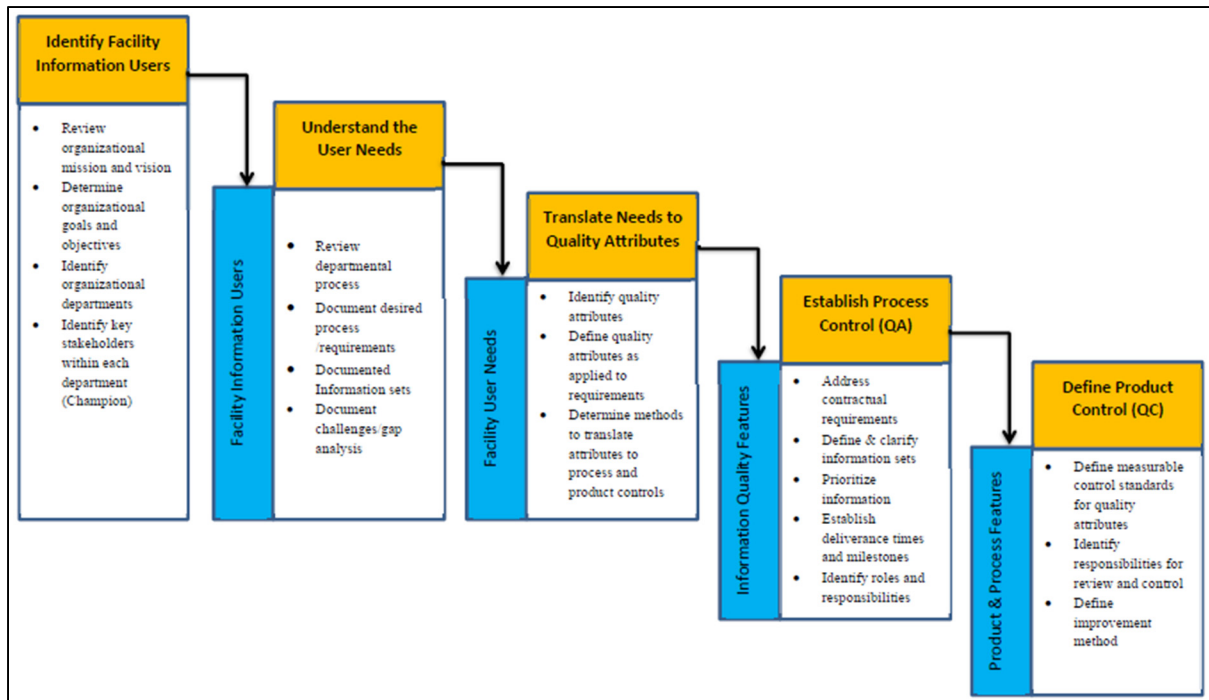 Identify Facility
Information Users
• Review
organizational
mission and vision
• Determine
organizational
goals and
objectives
• Identify
organizational
departments
• Identify key
stakeholders
within each
department
(Champion)
Facility Information Users
Understand the
User Needs
• Review
departmental
process
• Document desired
process
/requirements
• Documented
Information sets
• Document
challenges/gap
analysis
Facility User Needs
Translate Needs to
Quality Attributes
• Identify quality
attributes
• Define quality
attributes as
applied to
requirements
• Determine methods
to translate
attributes to
process and
product controls
Information Quality Features
Establish Process
Control (QA)
• Address
contractual
requirements
• Define & clarify
information sets
• Prioritize
information
• Establish
deliverance times
and milestones
• Identify roles and
responsibilities
Product & Process Features
Define Product
Control (QC)
• Define measurable
control standards
for quality
attributes
• Identify
responsibilities for
review and control
• Define
improvement
method